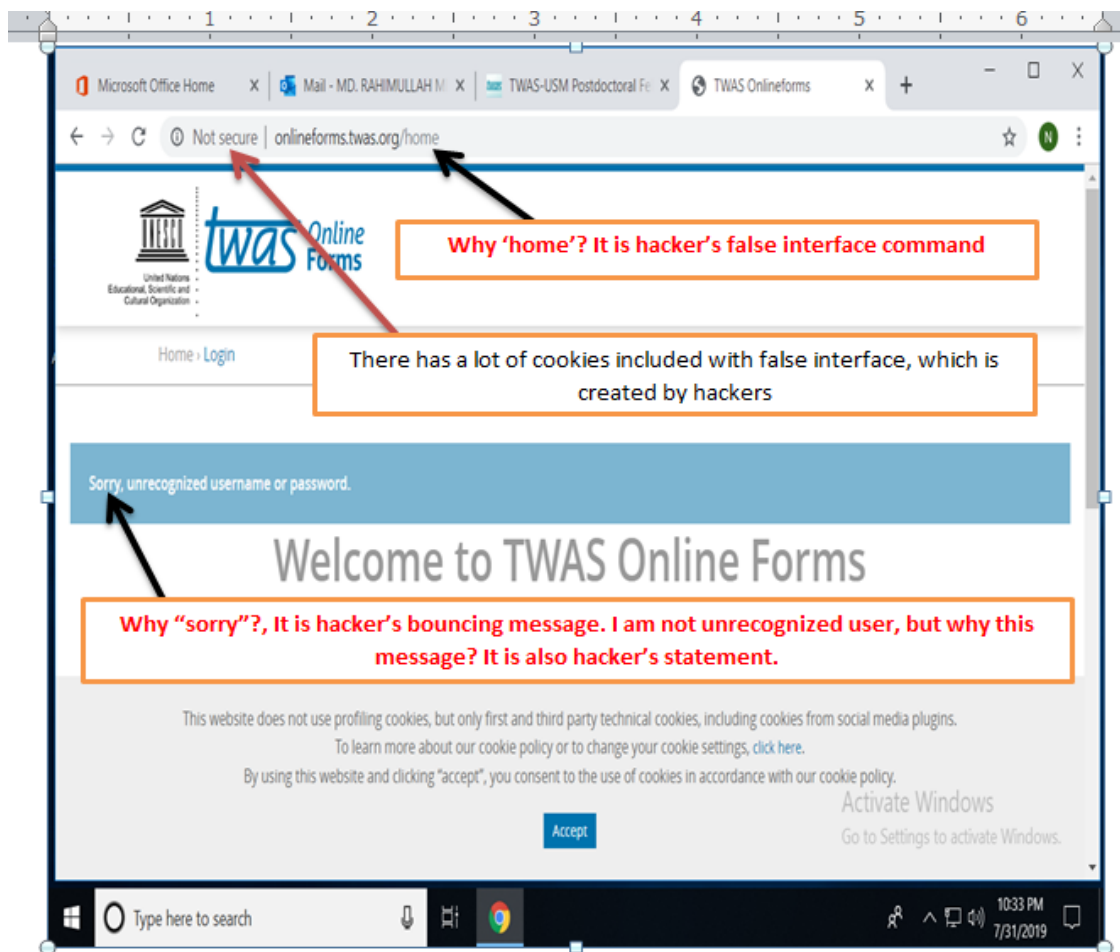 1 2 3 4 5 6
Microsoft Office Home X Mail - MD. RAHIMULLAH M X TWAS-USM Postdoctoral Fe X TWAS Onlineforms X +
Not secure | onlineforms.twas.org/home N
UNESCO
United Nations
Educational, Scientific and
Cultural Organization
twas Online
Forms
Why ‘home’? It is hacker’s false interface command
Home › Login
There has a lot of cookies included with false interface, which is
created by hackers
Sorry, unrecognized username or password.
Welcome to TWAS Online Forms
Why “sorry”?, It is hacker’s bouncing message. I am not unrecognized user, but why this
message? It is also hacker’s statement.
This website does not use profiling cookies, but only first and third party technical cookies, including cookies from social media plugins.
To learn more about our cookie policy or to change your cookie settings, click here.
By using this website and clicking "accept", you consent to the use of cookies in accordance with our cookie policy.
Accept
Activate Windows
Go to Settings to activate Windows.
Type here to search
10:33 PM
7/31/2019